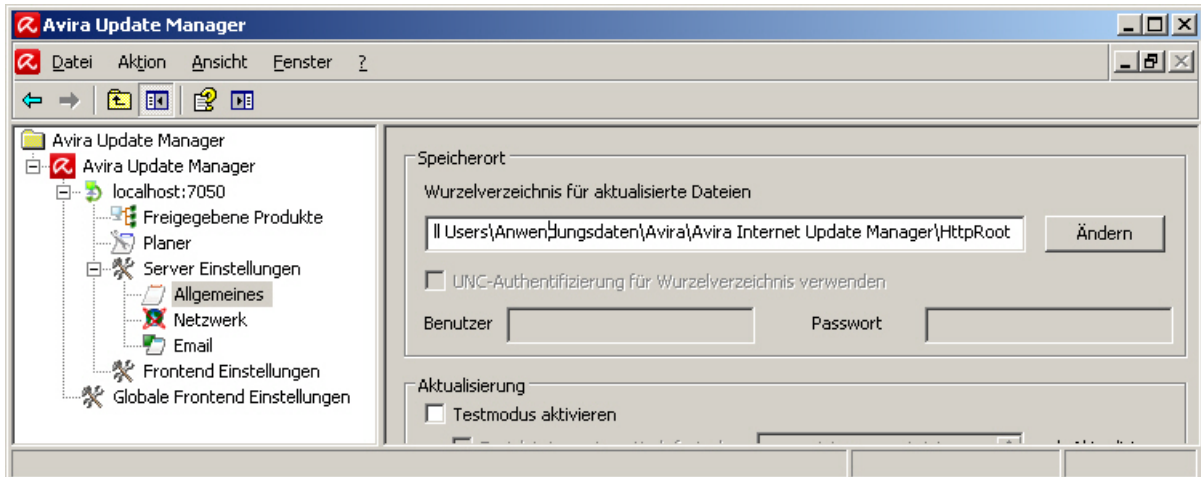 Avira Update Manager
Datei Aktion Ansicht Fenster ?
Avira Update Manager
Avira Update Manager
localhost:7050
Freigegebene Produkte
Planer
Server Einstellungen
Allgemeines
Netzwerk
Email
Frontend Einstellungen
Globale Frontend Einstellungen
Speicherort
Wurzelverzeichnis für aktualisierte Dateien
ll Users\Anwendungsdaten\Avira\Avira Internet Update Manager\HttpRoot
Ändern
UNC-Authentifizierung für Wurzelverzeichnis verwenden
Benutzer Passwort
Aktualisierung
Testmodus aktivieren